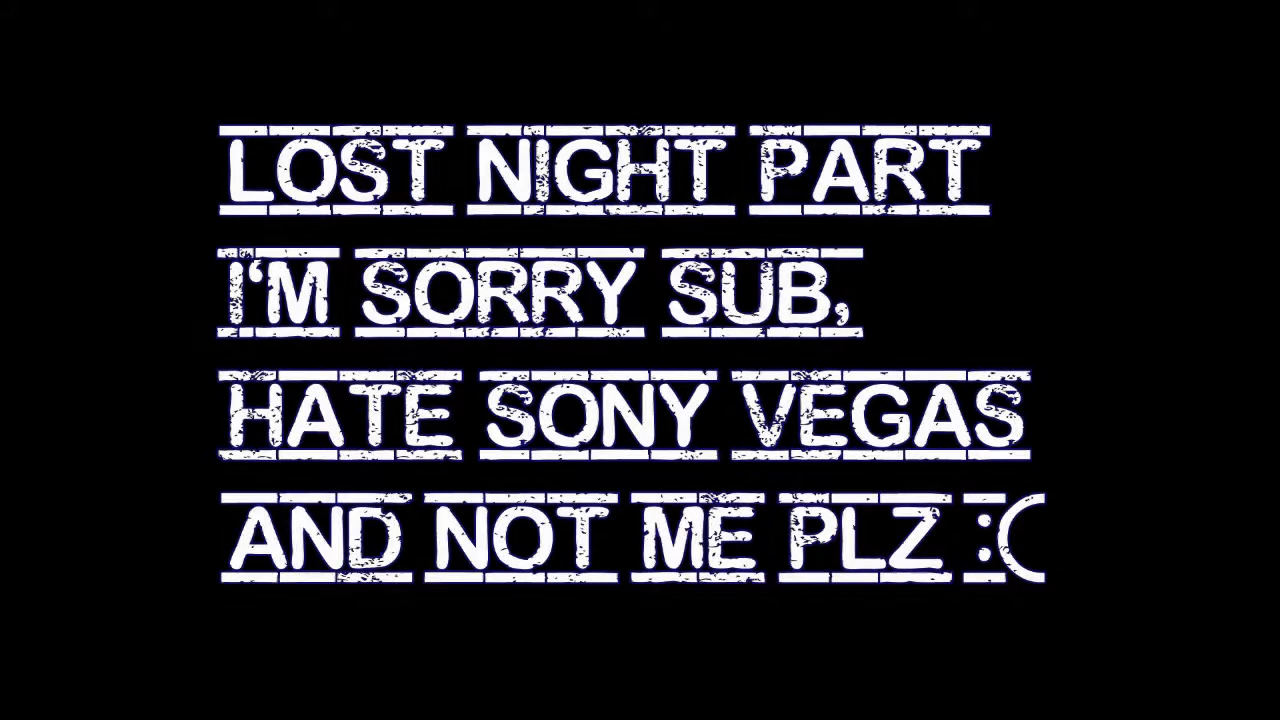 LOST NIGHT PART
I‘M SORRY SUB,
HATE SONY VEGAS
AND NOT ME PLZ :(